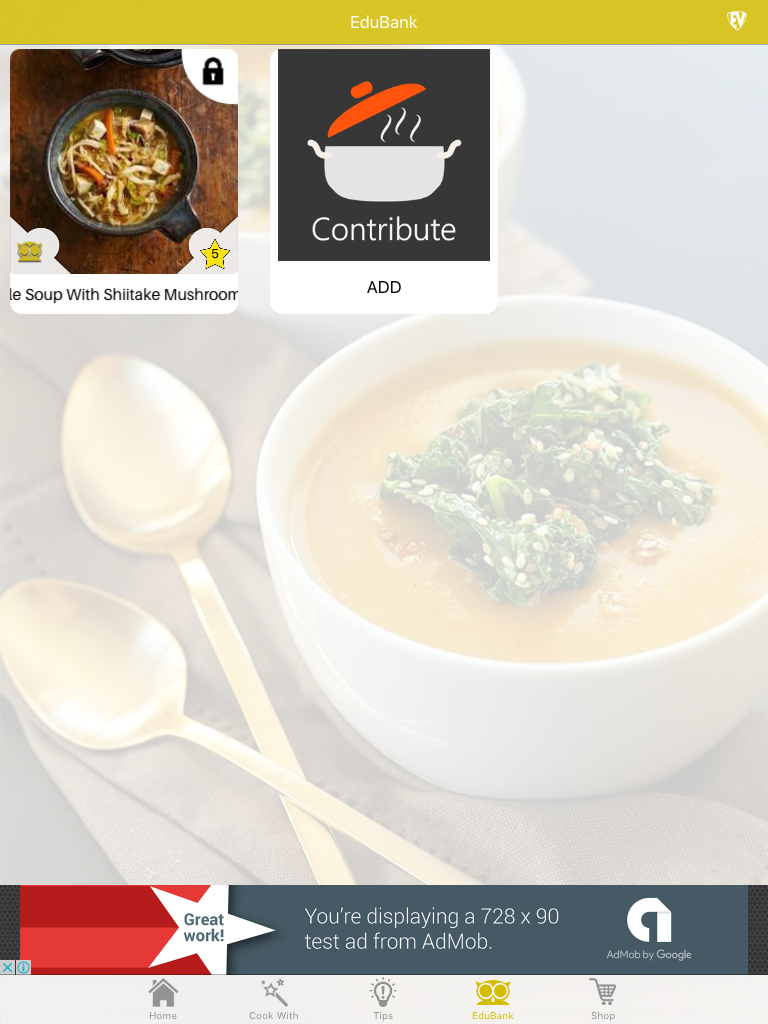 EduBank
EV
5
le Soup With Shiitake Mushroom
Contribute
ADD
Great
work!
You're displaying a 728 x 90
test ad from AdMob.
AdMob by Google
Home
Cook With
Tips
EduBank
Shop